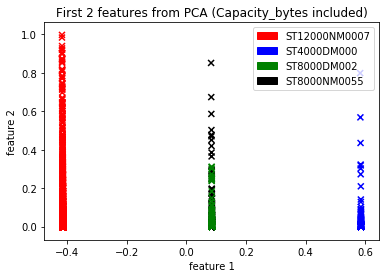 First 2 features from PCA (Capacity_bytes included)
ST12000NM0007
ST4000DM000
ST8000DM002
ST8000NM0055
1.0
0.8
0.6
0.4
0.2
0.0
feature 2
−0.4
−0.2
0.0
0.2
0.4
0.6
feature 1